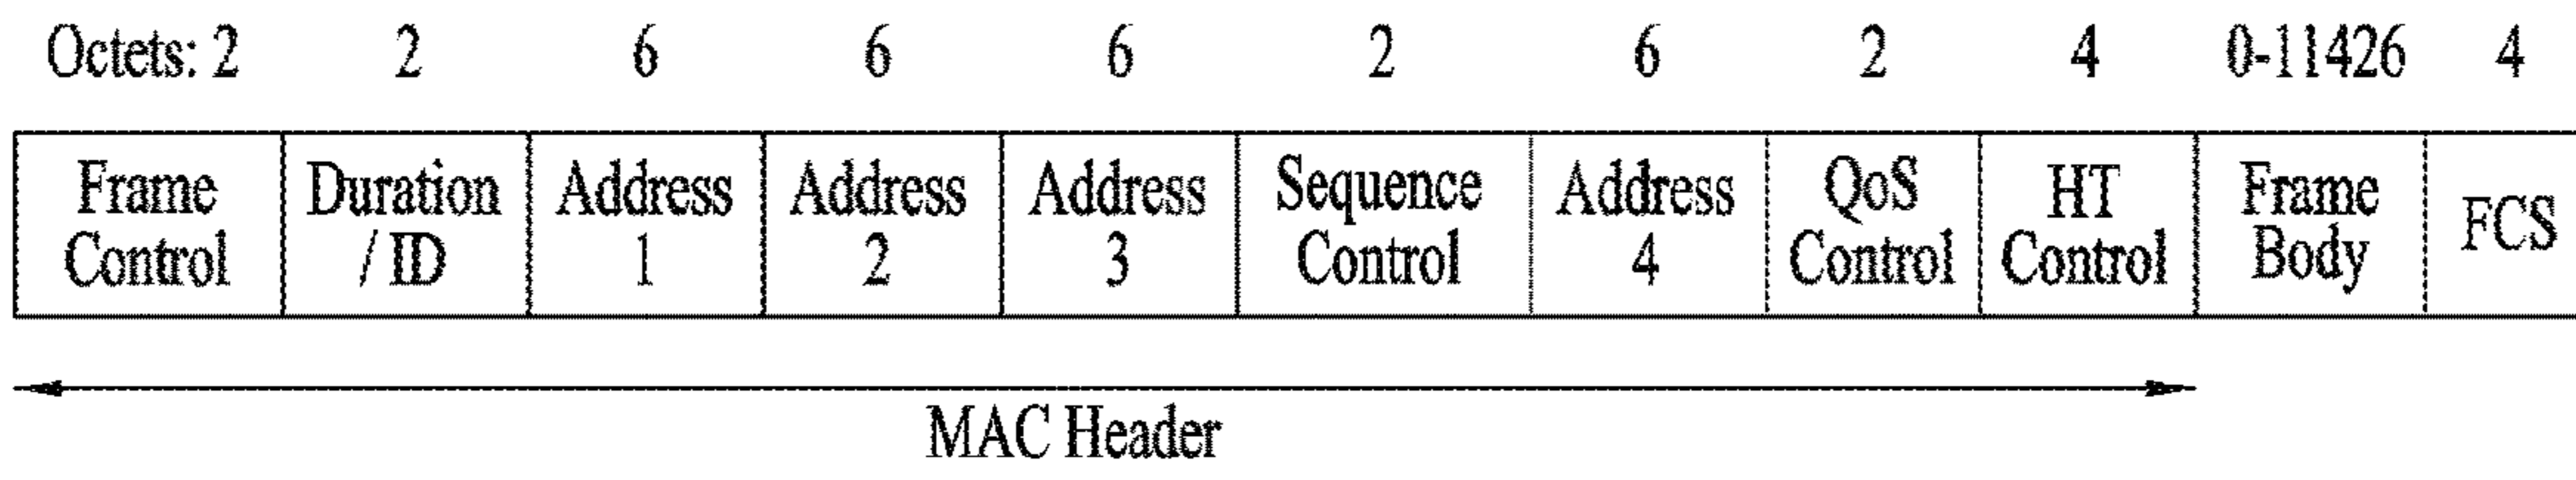 Octets: 2 2 6 6 6 2 6 2 4 0-11426 4
Frame Control
Duration / ID
Address 1
Address 2
Address 3
Sequence Control
Address 4
QoS Control
HT Control
Frame Body
FCS
MAC Header